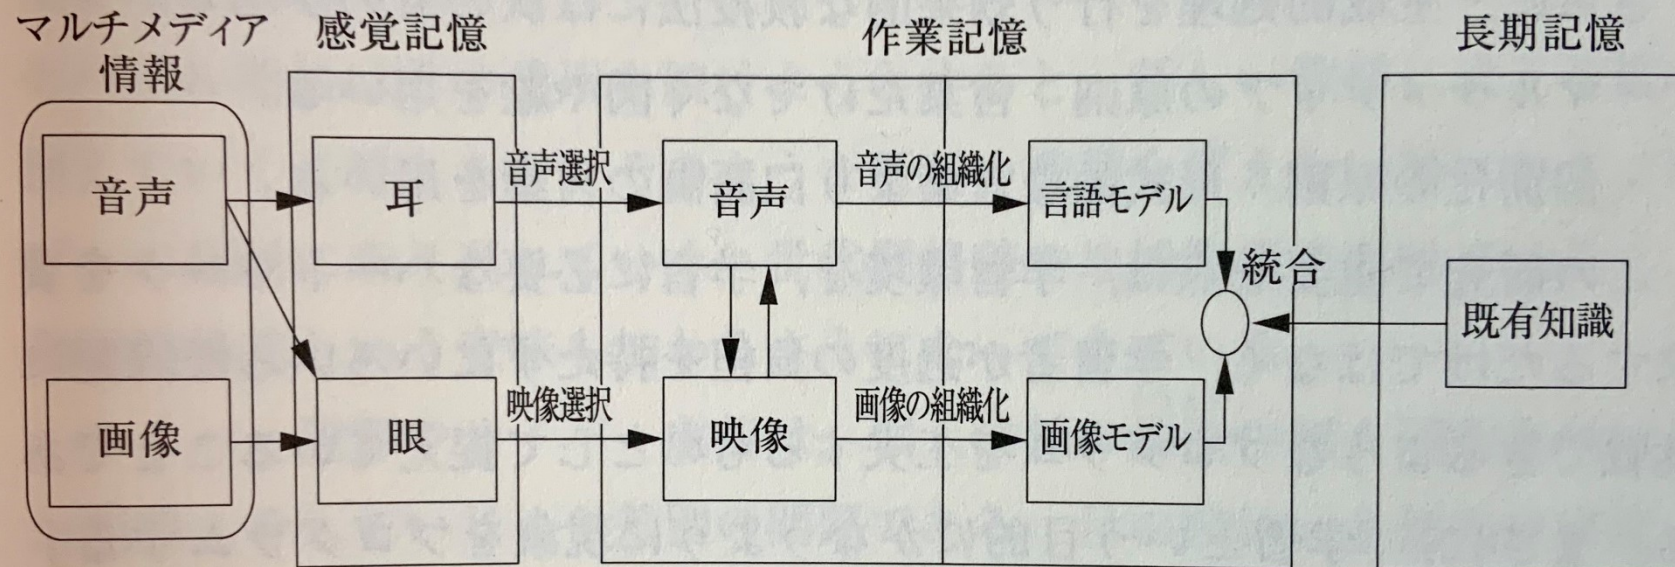 マルチメディア
情報
感覚記憶
作業記憶
長期記憶
音声
耳
音声選択
音声
音声の組織化
言語モデル
統合
既有知識
画像
眼
映像選択
映像
画像の組織化
画像モデル